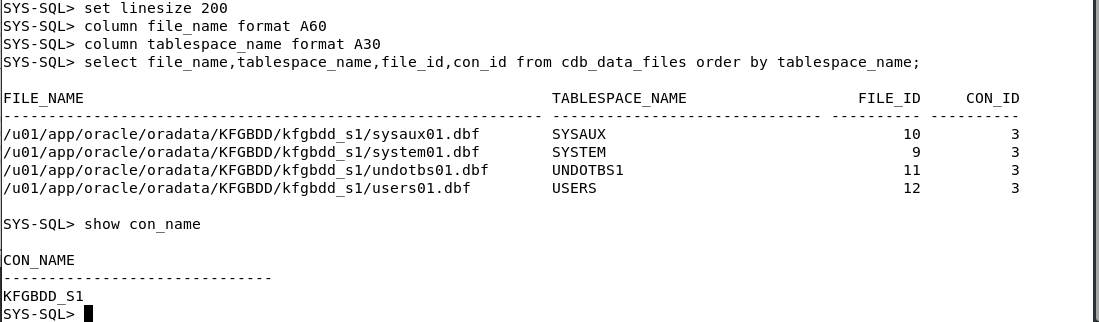 SYS-SQL> set linesize 200
SYS-SQL> column file_name format A60
SYS-SQL> column tablespace_name format A30
SYS-SQL> select file_name,tablespace_name,file_id,con_id from cdb_data_files order by tablespace_name;
FILE_NAME TABLESPACE_NAME FILE_ID CON_ID
------------------------------------------------------------ ------------------------------ ---------- ----------
/u01/app/oracle/oradata/KFGBDD/kfgbdd_s1/sysaux01.dbf SYSAUX 10 3
/u01/app/oracle/oradata/KFGBDD/kfgbdd_s1/system01.dbf SYSTEM 9 3
/u01/app/oracle/oradata/KFGBDD/kfgbdd_s1/undotbs01.dbf UNDOTBS1 11 3
/u01/app/oracle/oradata/KFGBDD/kfgbdd_s1/users01.dbf USERS 12 3
SYS-SQL> show con_name
CON_NAME
------------------------------
KFGBDD_S1
SYS-SQL>